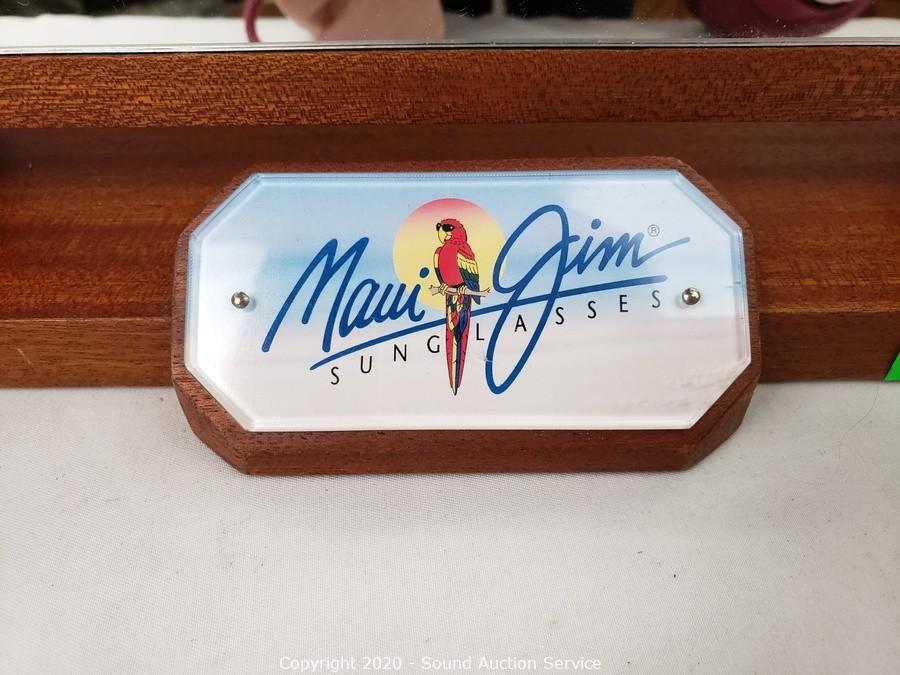 Maui Jim®
SUNGLASSES
Copyright 2020 - Sound Auction Service